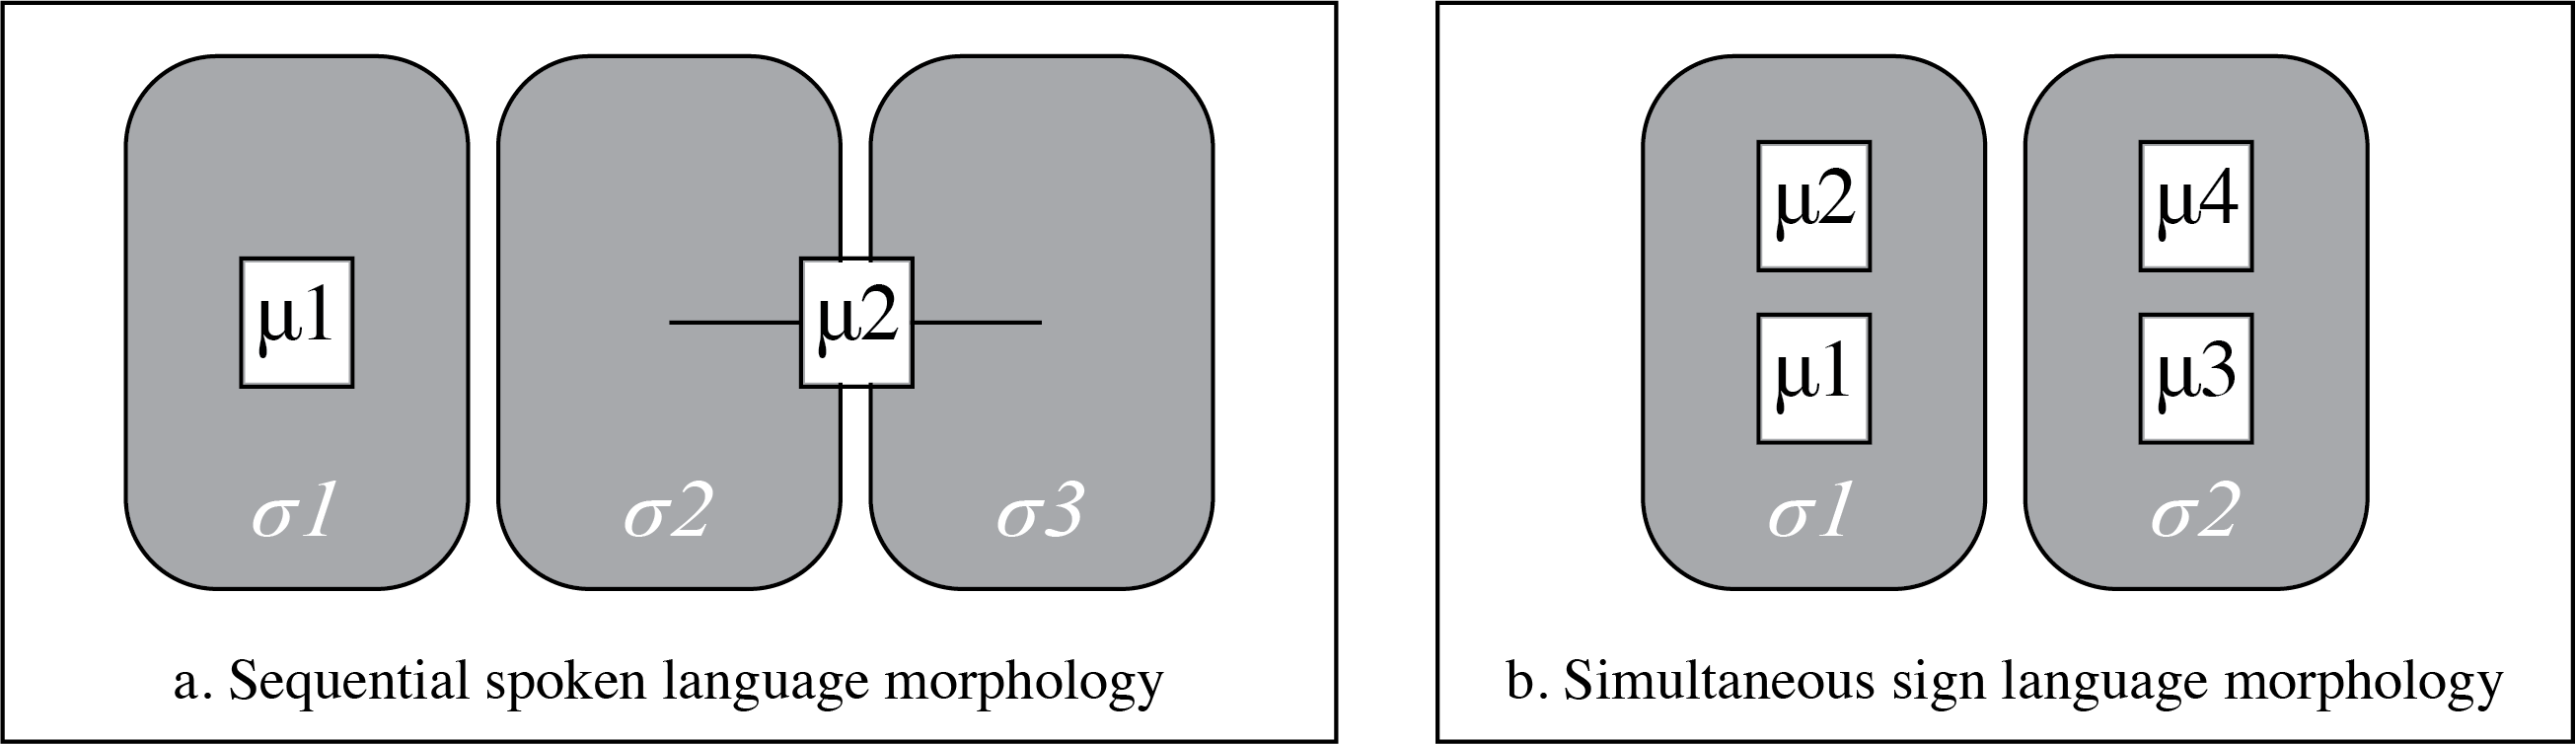 μ1
μ2
σ1
σ2
σ3
a. Sequential spoken language morphology
μ2
μ4
μ1
μ3
σ1
σ2
b. Simultaneous sign language morphology